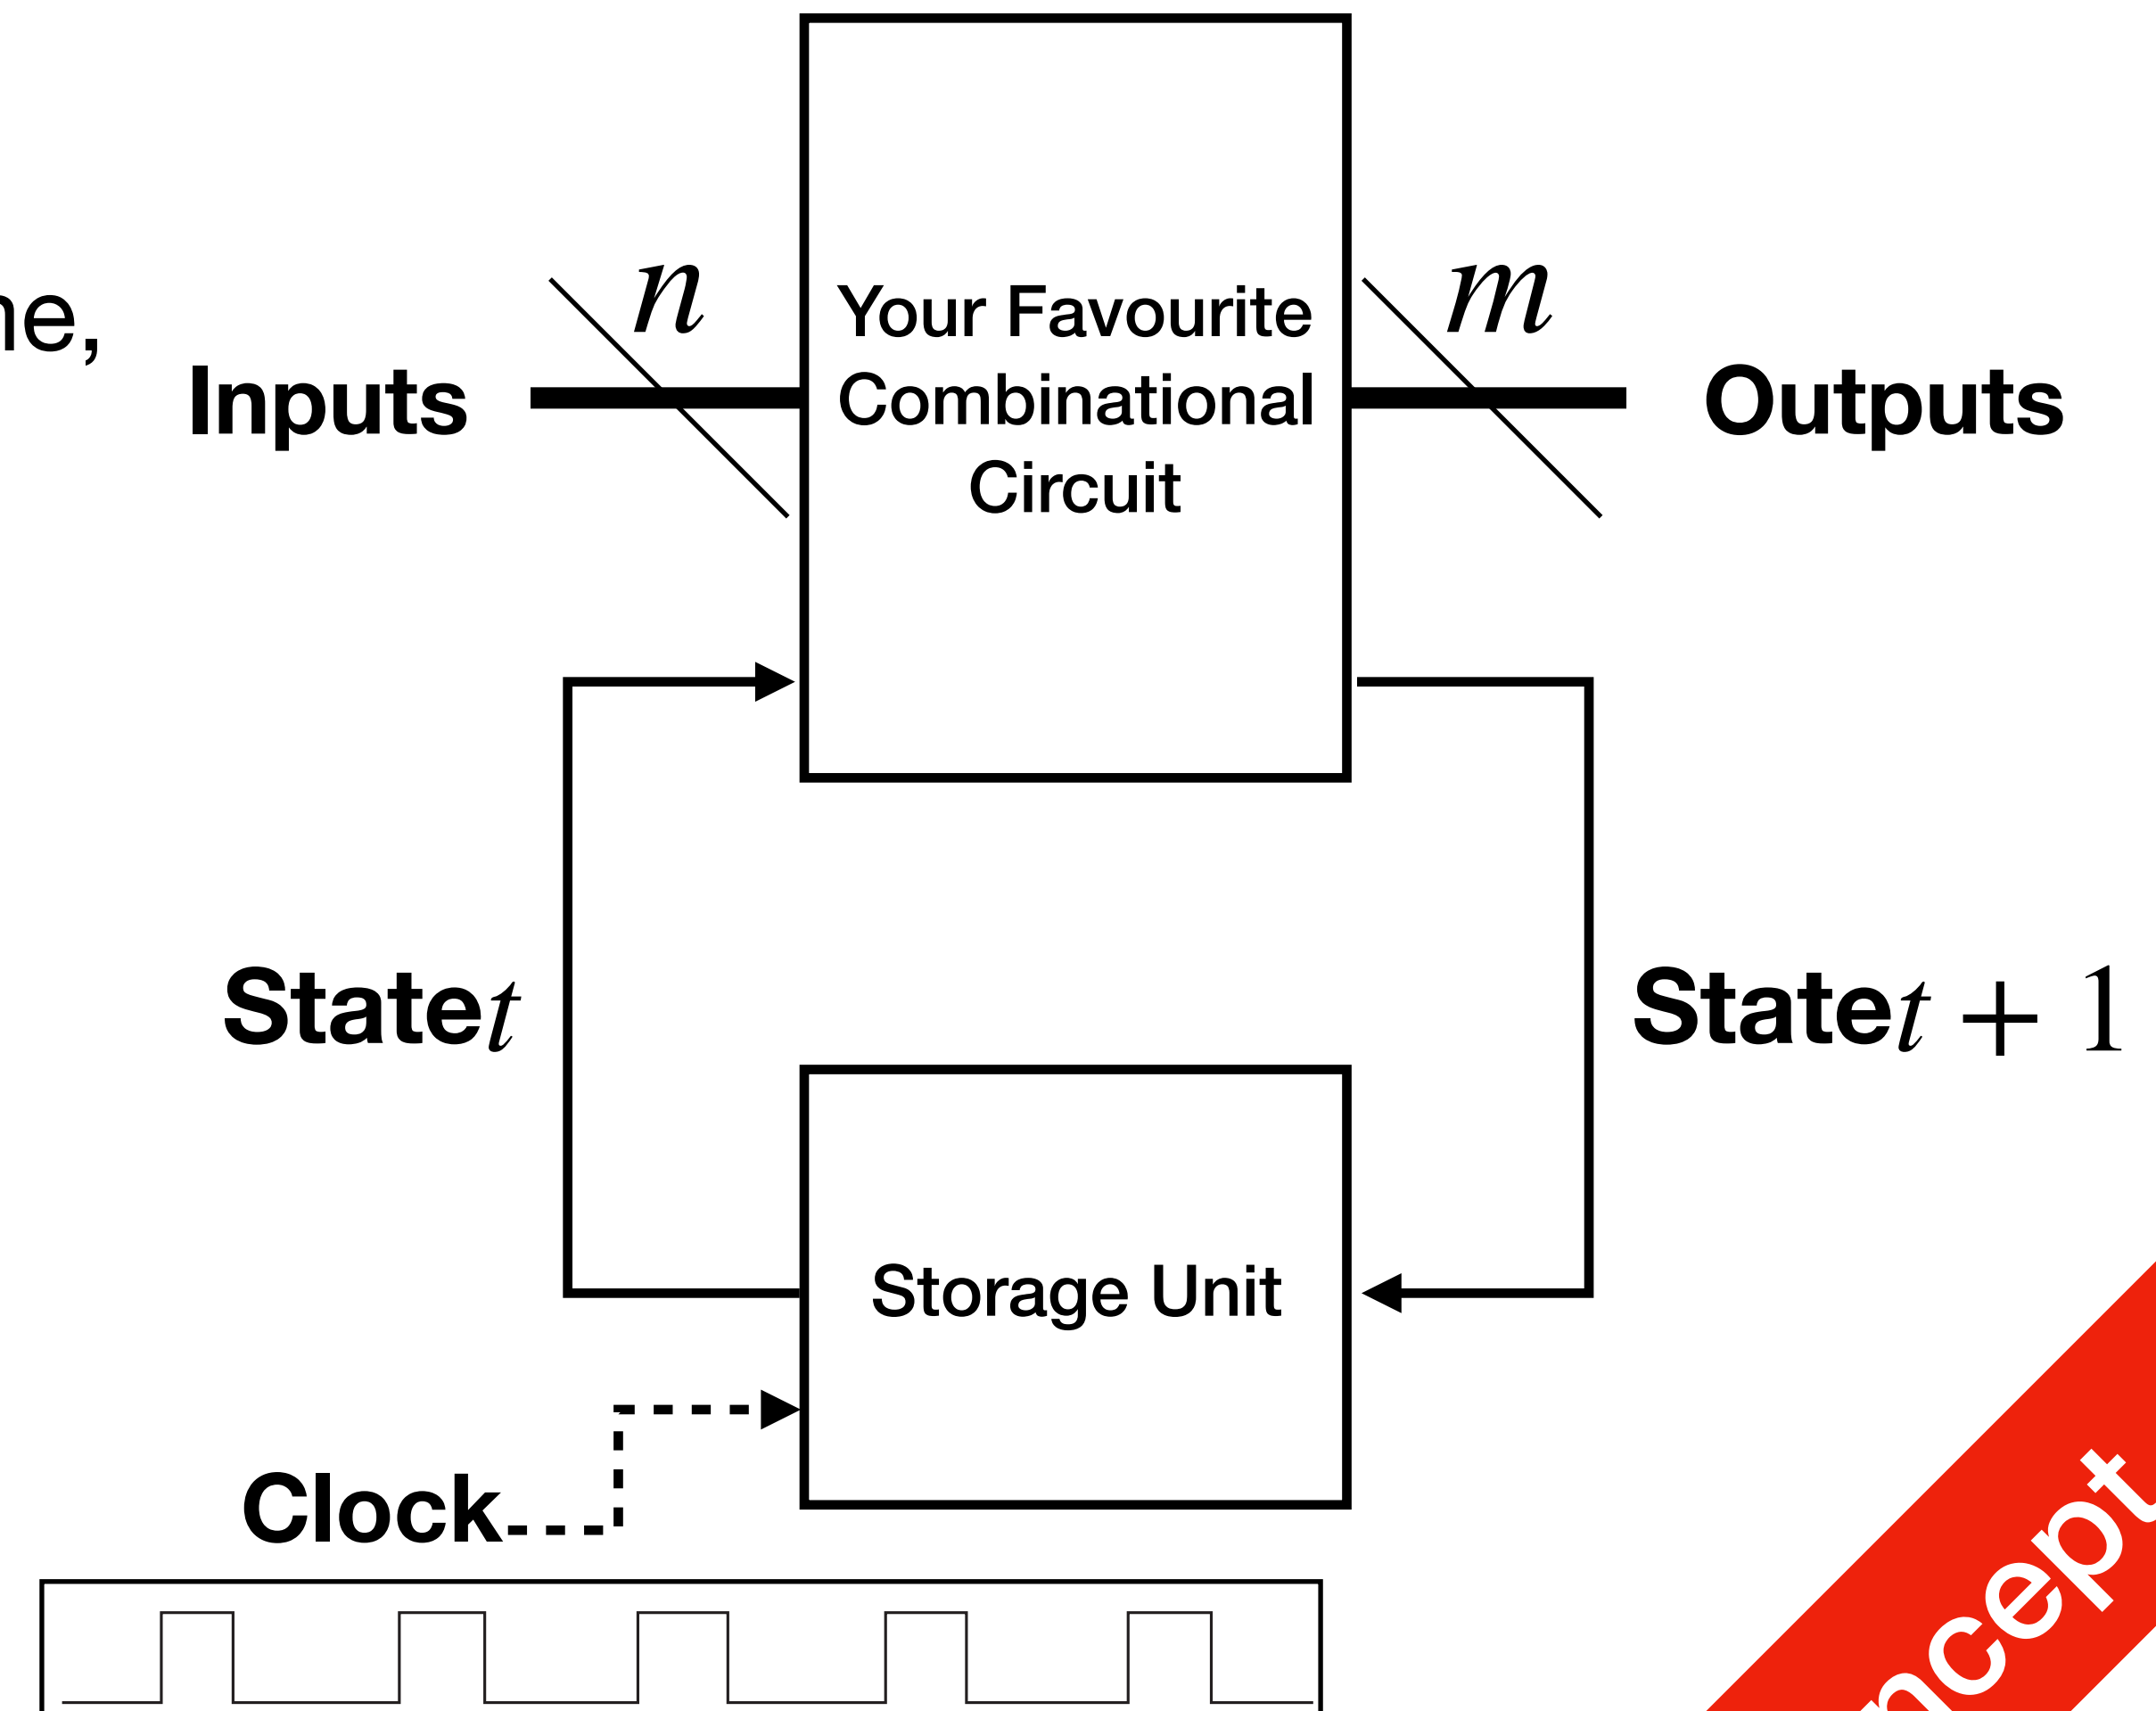 n
m
Your Favourite
Combinational
Circuit
Inputs
Outputs
State t
State t + 1
Storage Unit
Clock